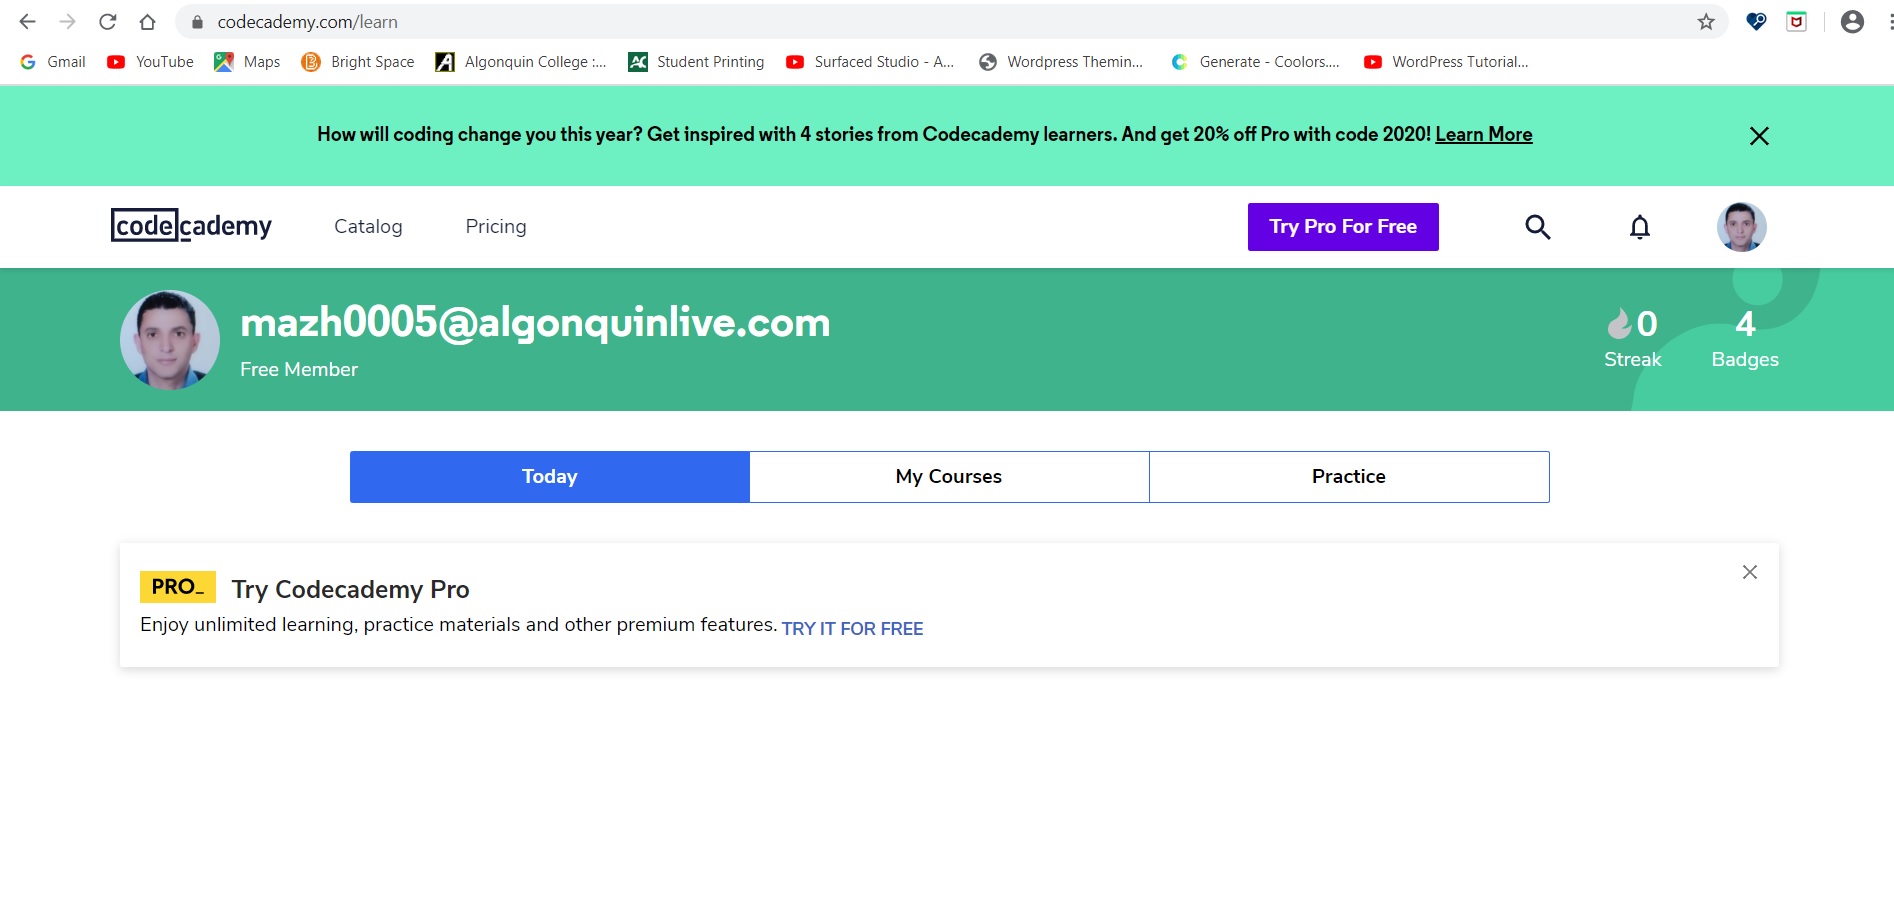 codecademy.com/learn
Gmail YouTube Maps Bright Space Algonquin College :... Student Printing Surfaced Studio - A... Wordpress Themin... Generate - Coolors.... WordPress Tutorial...
How will coding change you this year? Get inspired with 4 stories from Codecademy learners. And get 20% off Pro with code 2020! Learn More
codecademy Catalog Pricing Try Pro For Free
mazh0005@algonquinlive.com
Free Member
0 4
Streak Badges
Today My Courses Practice
PRO_ Try Codecademy Pro
Enjoy unlimited learning, practice materials and other premium features. TRY IT FOR FREE